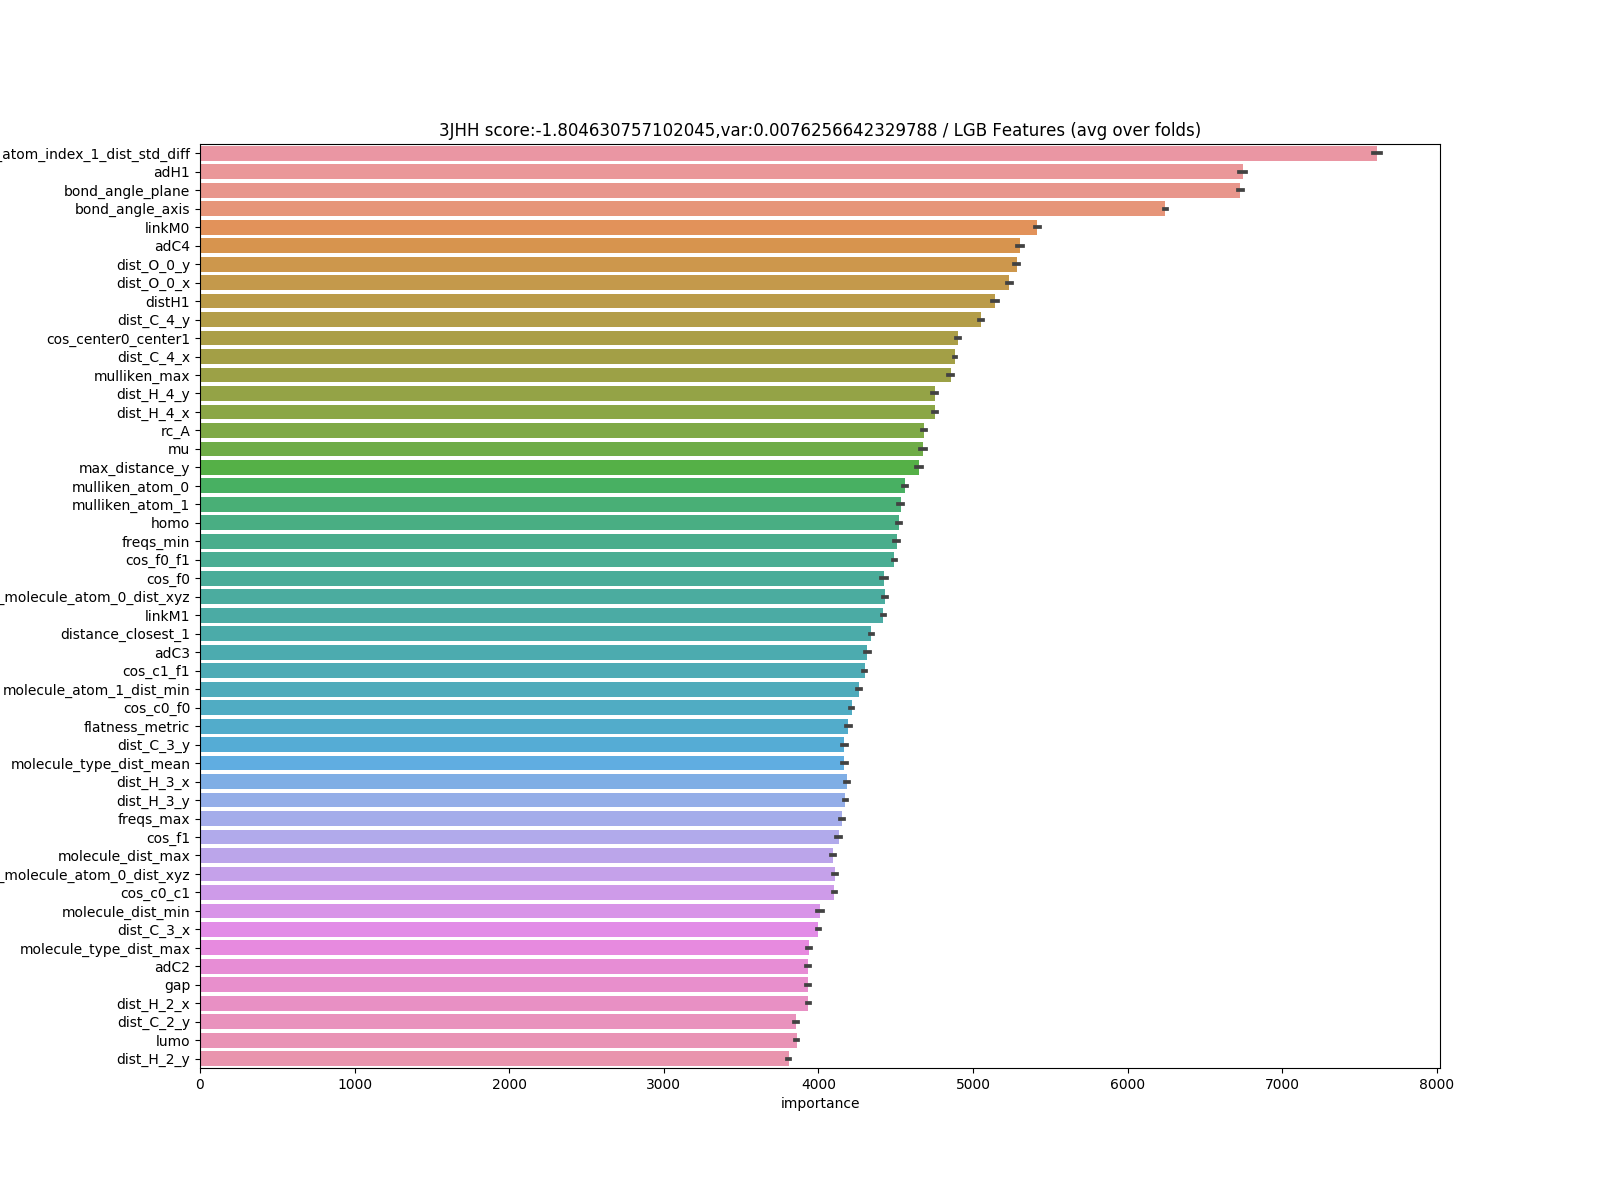 3JHH score:-1.804630757102045,var:0.0076256642329788 / LGB Features (avg over folds)
_atom_index_1_dist_std_diff
adH1
bond_angle_plane
bond_angle_axis
linkM0
adC4
dist_O_0_y
dist_O_0_x
distH1
dist_C_4_y
cos_center0_center1
dist_C_4_x
mulliken_max
dist_H_4_y
dist_H_4_x
rc_A
mu
max_distance_y
mulliken_atom_0
mulliken_atom_1
homo
freqs_min
cos_f0_f1
cos_f0
_molecule_atom_0_dist_xyz
linkM1
distance_closest_1
adC3
cos_c1_f1
molecule_atom_1_dist_min
cos_c0_f0
flatness_metric
dist_C_3_y
molecule_type_dist_mean
dist_H_3_x
dist_H_3_y
freqs_max
cos_f1
molecule_dist_max
_molecule_atom_0_dist_xyz
cos_c0_c1
molecule_dist_min
dist_C_3_x
molecule_type_dist_max
adC2
gap
dist_H_2_x
dist_C_2_y
lumo
dist_H_2_y
0 1000 2000 3000 4000 5000 6000 7000 8000
importance